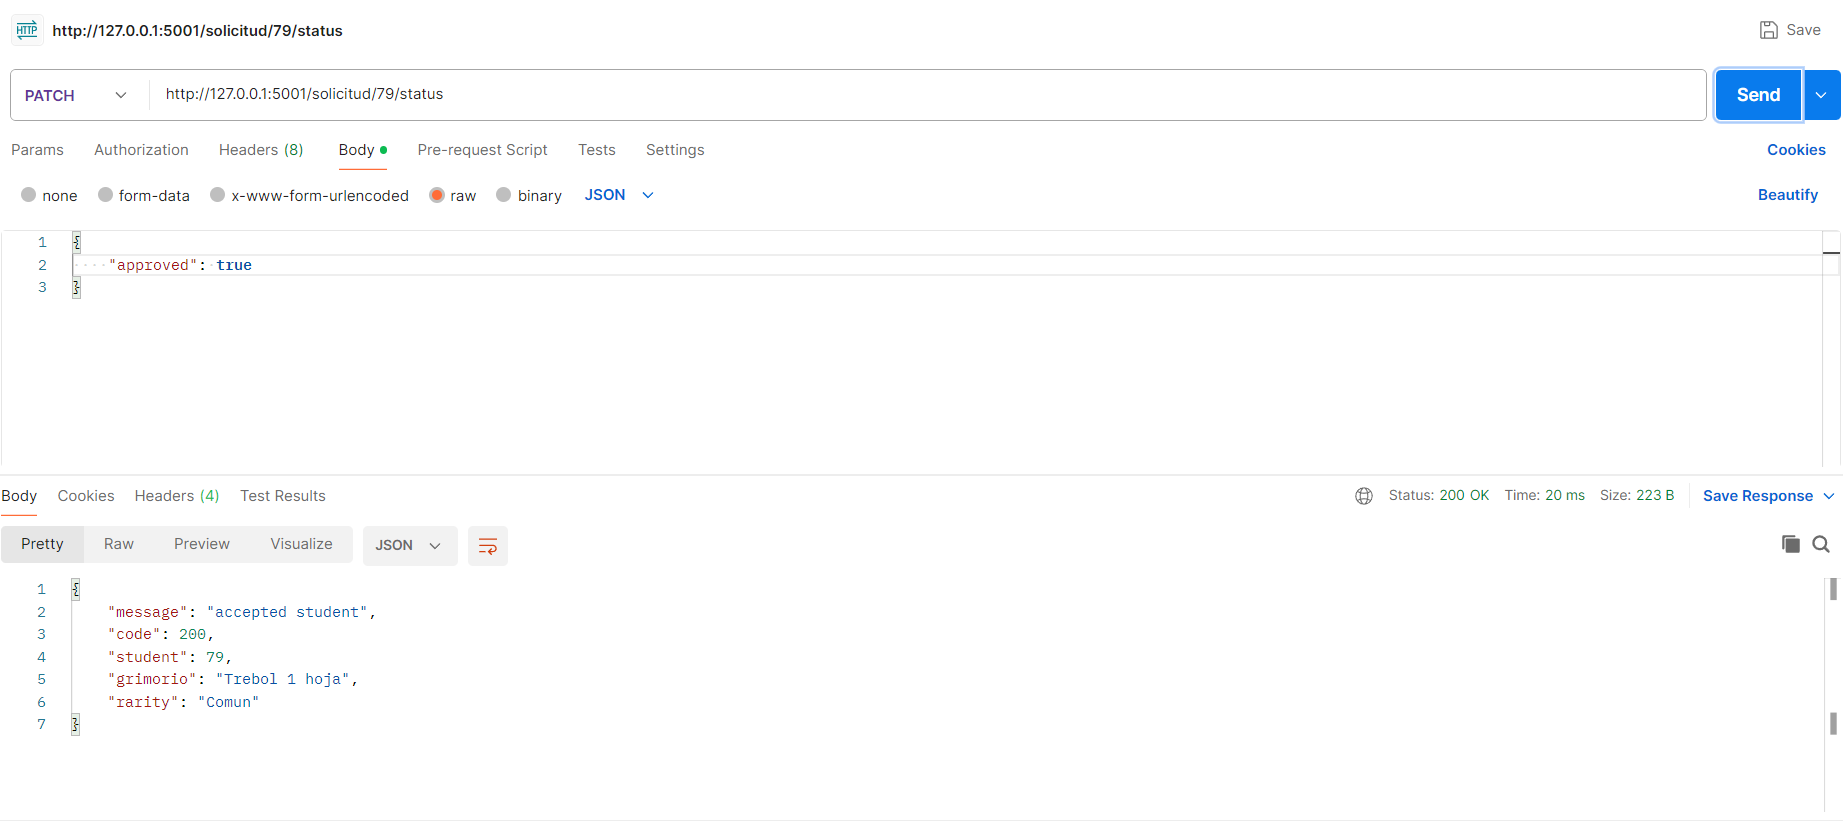 HTTP http://127.0.0.1:5001/solicitud/79/status Save
PATCH http://127.0.0.1:5001/solicitud/79/status Send
Params Authorization Headers (8) Body Pre-request Script Tests Settings Cookies
none form-data x-www-form-urlencoded raw binary JSON Beautify
1 {
2 "approved": true
3 }
Body Cookies Headers (4) Test Results Status: 200 OK Time: 20 ms Size: 223 B Save Response
Pretty Raw Preview Visualize JSON
1 {
2 "message": "accepted student",
3 "code": 200,
4 "student": 79,
5 "grimorio": "Trebol 1 hoja",
6 "rarity": "Comun"
7 }